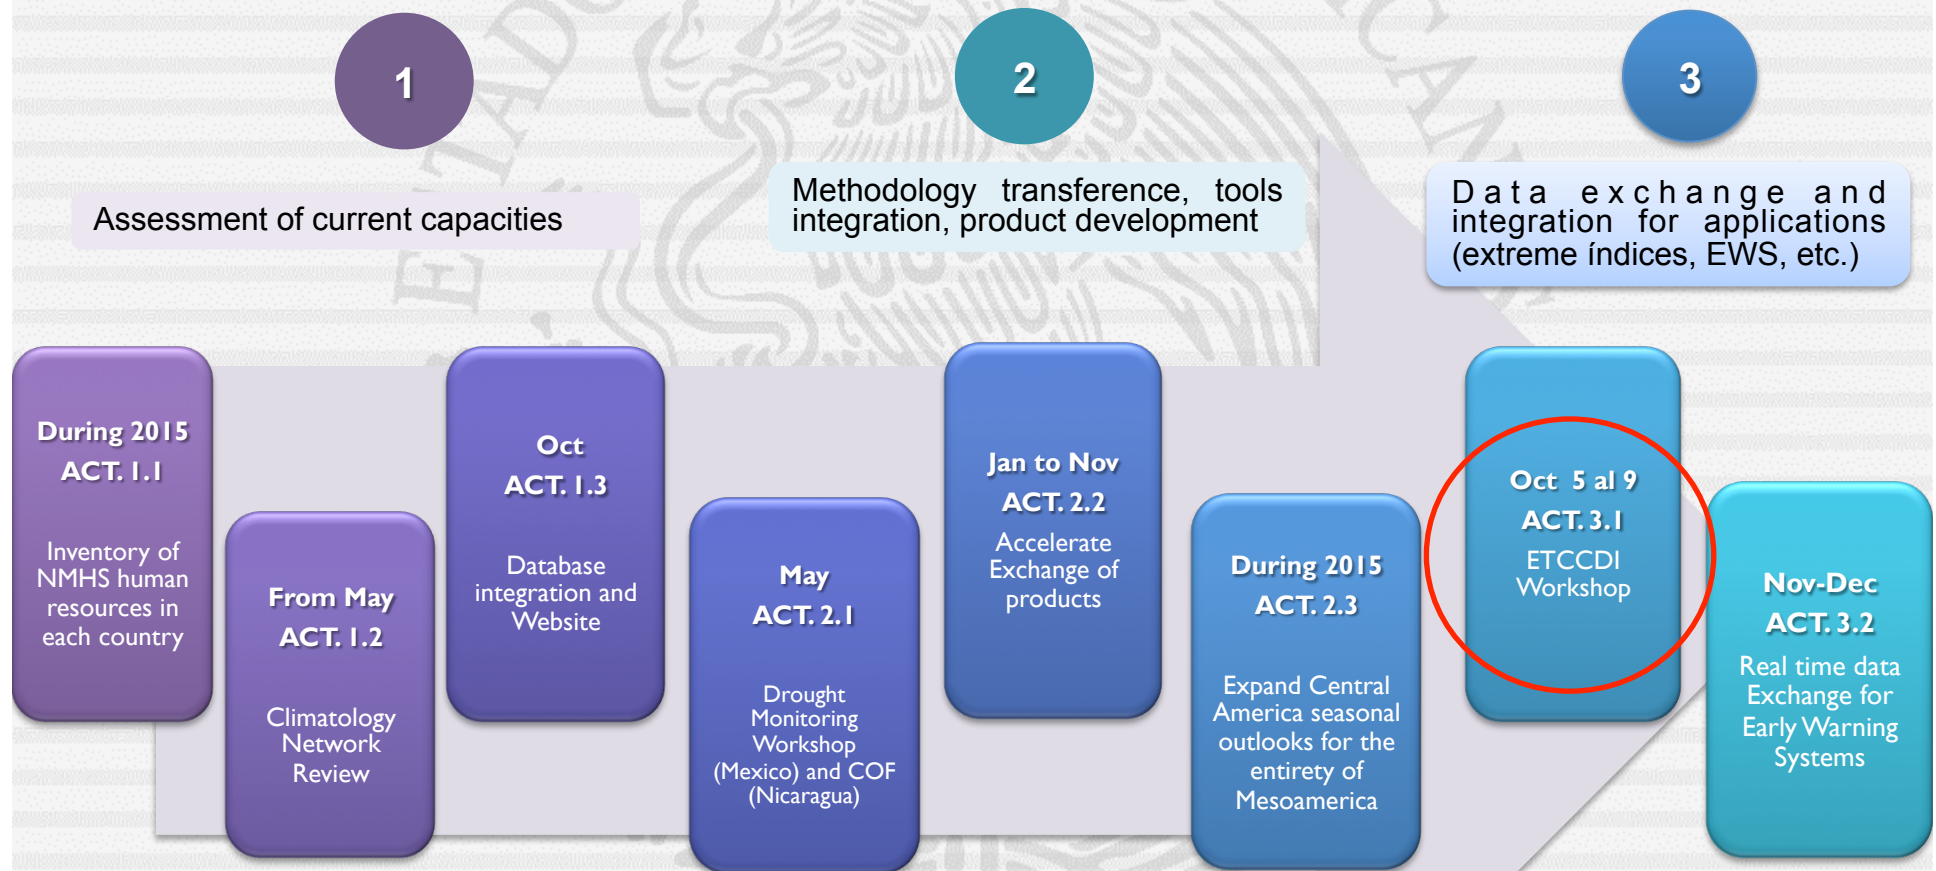 1
2
3
Assessment of current capacities
Methodology transference, tools
integration, product development
Data exchange and
integration for applications
(extreme índices, EWS, etc.)
During 2015
ACT. 1.1
Inventory of
NMHS human
resources in
each country
From May
ACT. 1.2
Climatology
Network
Review
Oct
ACT. 1.3
Database
integration and
Website
May
ACT. 2.1
Drought
Monitoring
Workshop
(Mexico) and COF
(Nicaragua)
Jan to Nov
ACT. 2.2
Accelerate
Exchange of
products
During 2015
ACT. 2.3
Expand Central
America seasonal
outlooks for the
entirety of
Mesoamerica
Oct 5 al 9
ACT. 3.1
ETCCDI
Workshop
Nov-Dec
ACT. 3.2
Real time data
Exchange for
Early Warning
Systems